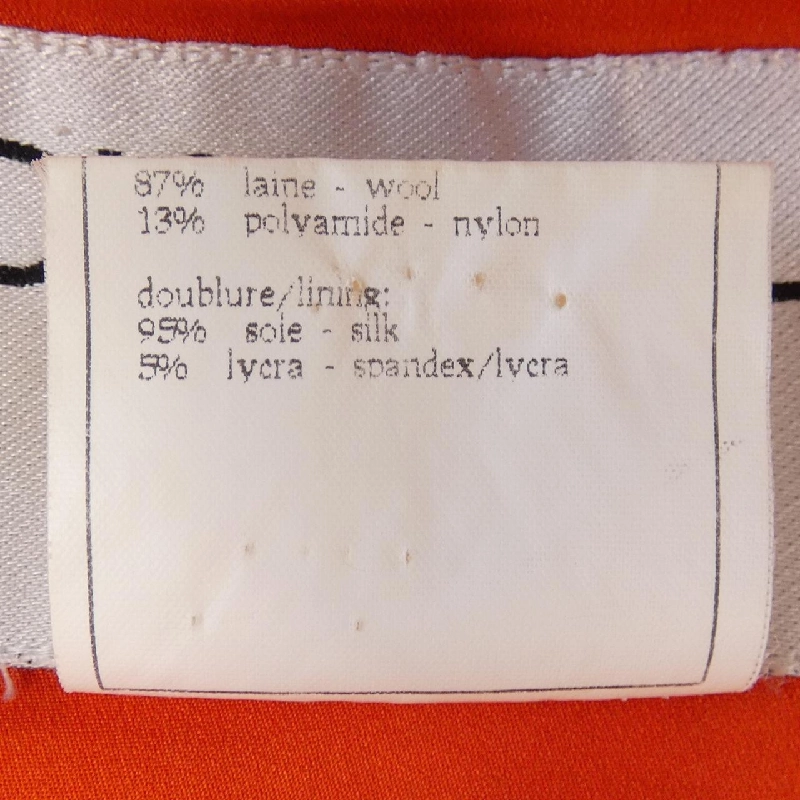 87% laine - wool
13% polyamide - nylon
doublure/lining:
95% soie - silk
5% lycra - spandex/lycra